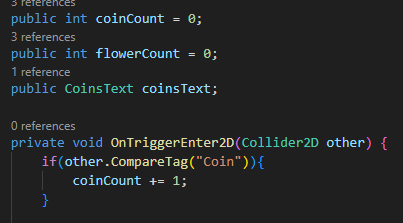 3 references
public int coinCount = 0;
3 references
public int flowerCount = 0;
1 reference
public CoinsText coinsText;
0 references
private void OnTriggerEnter2D(Collider2D other) {
if(other.CompareTag("Coin")){
coinCount += 1;
}